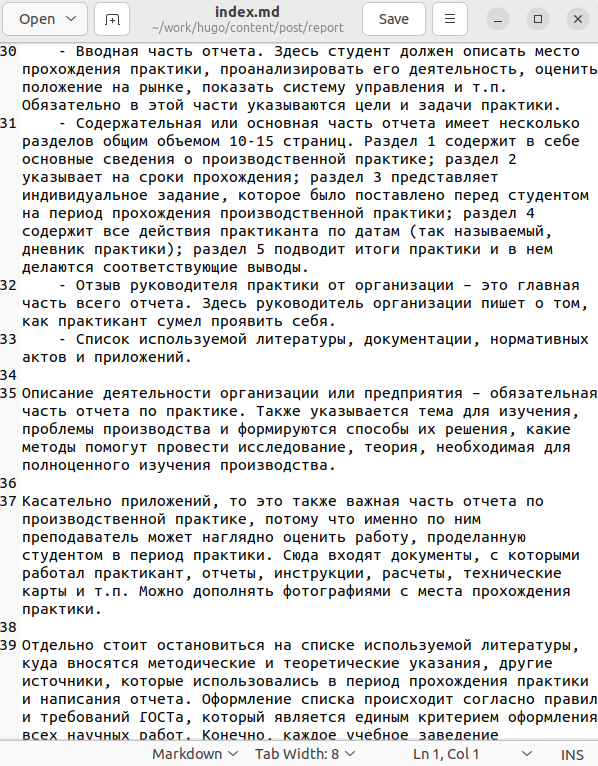 Open
index.md
~/work/hugo/content/post/report
Save
30 - Вводная часть отчета. Здесь студент должен описать место
прохождения практики, проанализировать его деятельность, оценить
положение на рынке, показать систему управления и т.п.
Обязательно в этой части указываются цели и задачи практики.
31 - Содержательная или основная часть отчета имеет несколько
разделов общим объемом 10-15 страниц. Раздел 1 содержит в себе
основные сведения о производственной практике; раздел 2
указывает на сроки прохождения; раздел 3 представляет
индивидуальное задание, которое было поставлено перед студентом
на период прохождения производственной практики; раздел 4
содержит все действия практиканта по датам (так называемый,
дневник практики); раздел 5 подводит итоги практики и в нем
делаются соответствующие выводы.
32 - Отзыв руководителя практики от организации – это главная
часть всего отчета. Здесь руководитель организации пишет о том,
как практикант сумел проявить себя.
33 - Список используемой литературы, документации, нормативных
актов и приложений.
34
35 Описание деятельности организации или предприятия – обязательная
часть отчета по практике. Также указывается тема для изучения,
проблемы производства и формируются способы их решения, какие
методы помогут провести исследование, теория, необходимая для
полноценного изучения производства.
36
37 Касательно приложений, то это также важная часть отчета по
производственной практике, потому что именно по ним
преподаватель может наглядно оценить работу, проделанную
студентом в период практики. Сюда входят документы, с которыми
работал практикант, отчеты, инструкции, расчеты, технические
карты и т.п. Можно дополнять фотографиями с места прохождения
практики.
38
39 Отдельно стоит остановиться на списке используемой литературы,
куда вносятся методические и теоретические указания, другие
источники, которые использовались в период прохождения практики
и написания отчета. Оформление списка происходит согласно правил
и требований ГОСТа, который является единым критерием оформления
всех научных работ. Конечно, каждое учебное заведение
Markdown Tab Width: 8 Ln 1, Col 1 INS